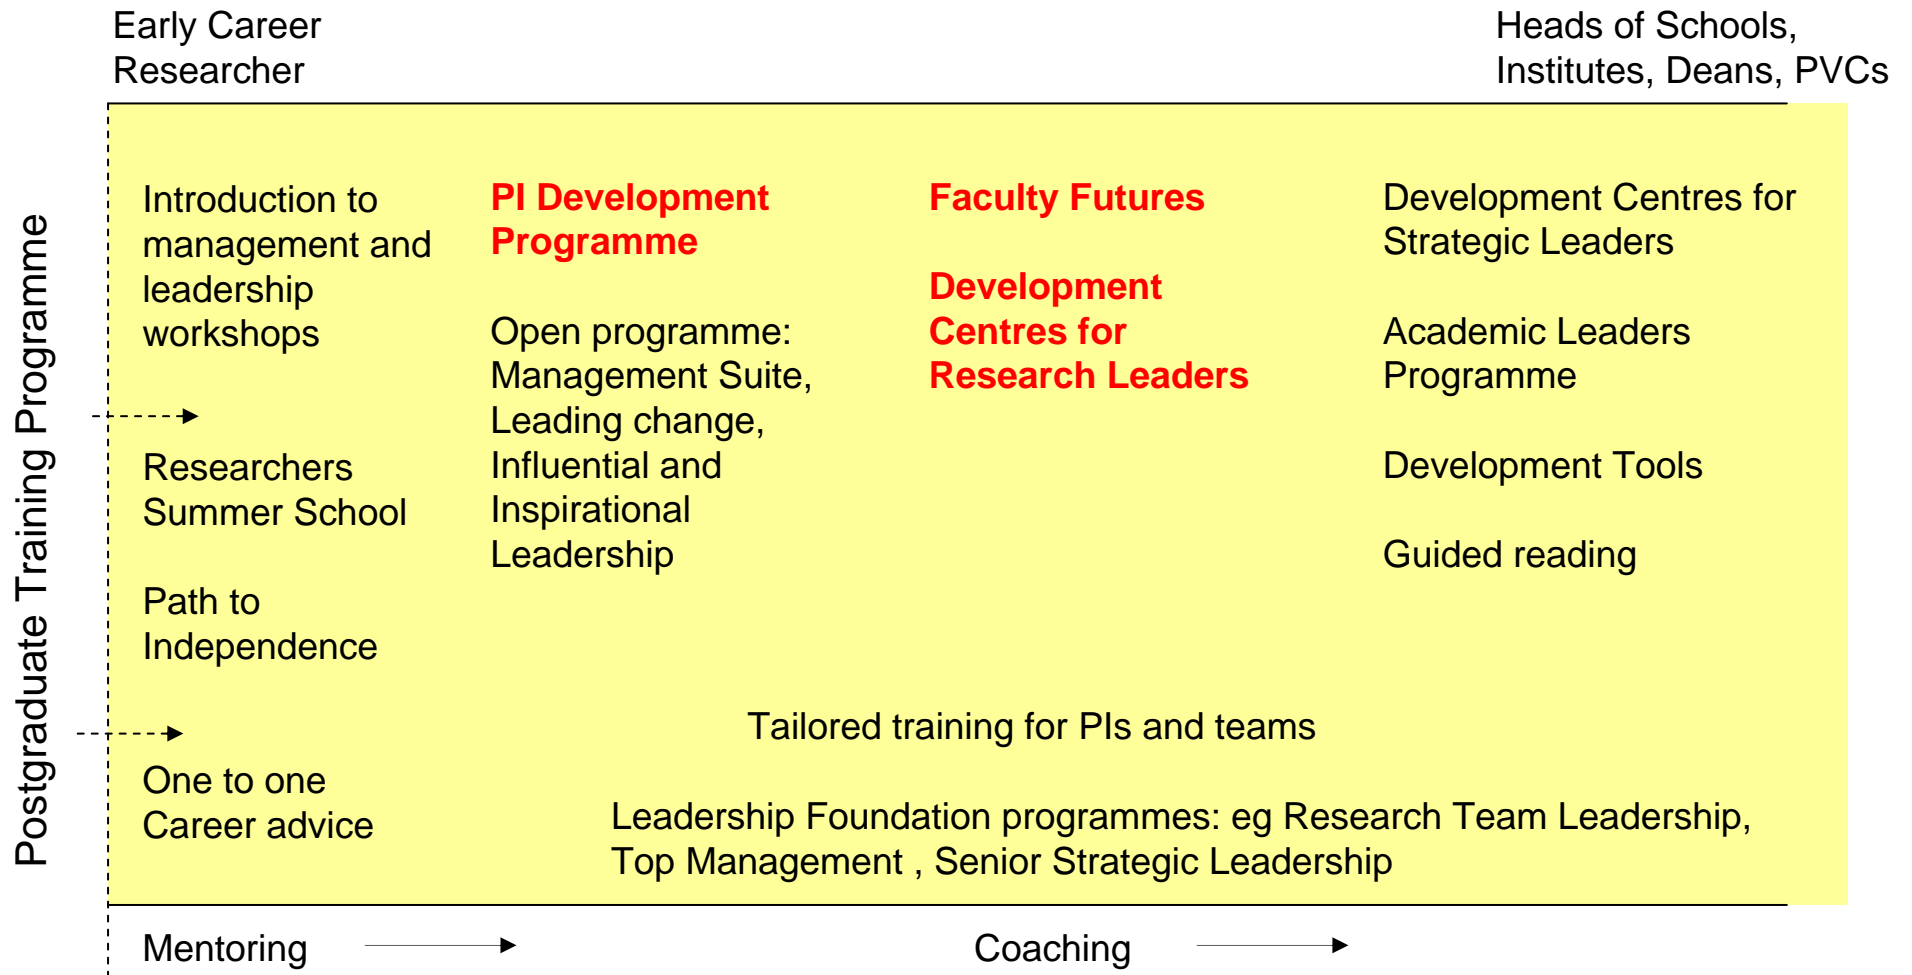 Early Career
Researcher
Heads of Schools,
Institutes, Deans, PVCs
Postgraduate Training Programme
Introduction to
management and
leadership
workshops
Researchers
Summer School
Path to
Independence
One to one
Career advice
PI Development
Programme
Open programme:
Management Suite,
Leading change,
Influential and
Inspirational
Leadership
Faculty Futures
Development
Centres for
Research Leaders
Development Centres for
Strategic Leaders
Academic Leaders
Programme
Development Tools
Guided reading
Tailored training for PIs and teams
Leadership Foundation programmes: eg Research Team Leadership,
Top Management , Senior Strategic Leadership
Mentoring
Coaching